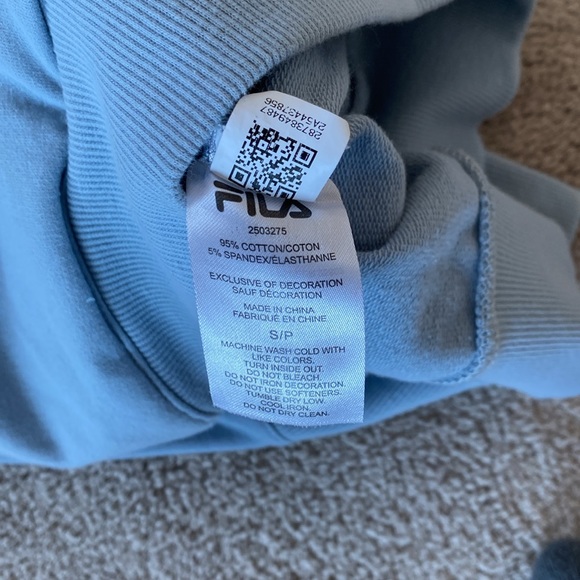 2873849487
2A34437856
FILA
2503275
95% COTTON/COTON
5% SPANDEX/ÉLASTHANNE
EXCLUSIVE OF DECORATION
SAUF DÉCORATION
MADE IN CHINA
FABRIQUÉ EN CHINE
S/P
MACHINE WASH COLD WITH
LIKE COLORS.
TURN INSIDE OUT.
DO NOT BLEACH.
DO NOT IRON DECORATION.
DO NOT USE SOFTENERS.
TUMBLE DRY LOW.
COOL IRON.
DO NOT DRY CLEAN.